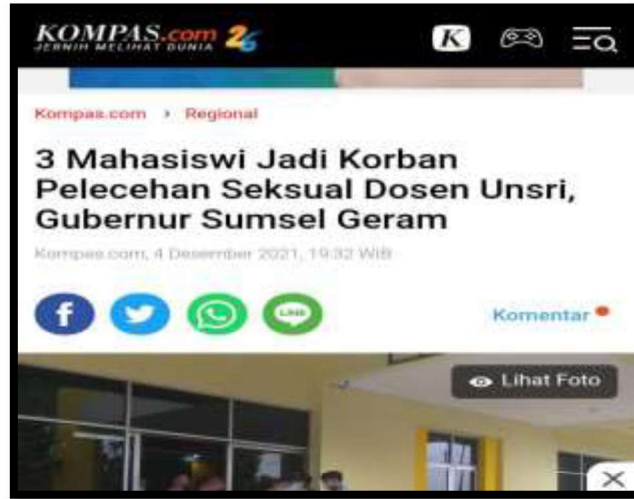 KOMPAS.com 26
JERNIH MELIHAT DUNIA
K
Kompas.com › Regional
3 Mahasiswi Jadi Korban
Pelecehan Seksual Dosen Unsri,
Gubernur Sumsel Geram
Kompas.com, 4 Desember 2021, 19:32 WIB
f
LINE
Komentar
Lihat Foto